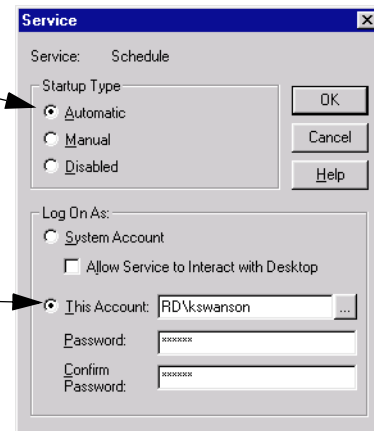 Service
Service: Schedule
Startup Type
Automatic
Manual
Disabled
OK
Cancel
Help
Log On As:
System Account
Allow Service to Interact with Desktop
This Account: RD\kswanson ...
Password: xxxxxx
Confirm Password: xxxxxx